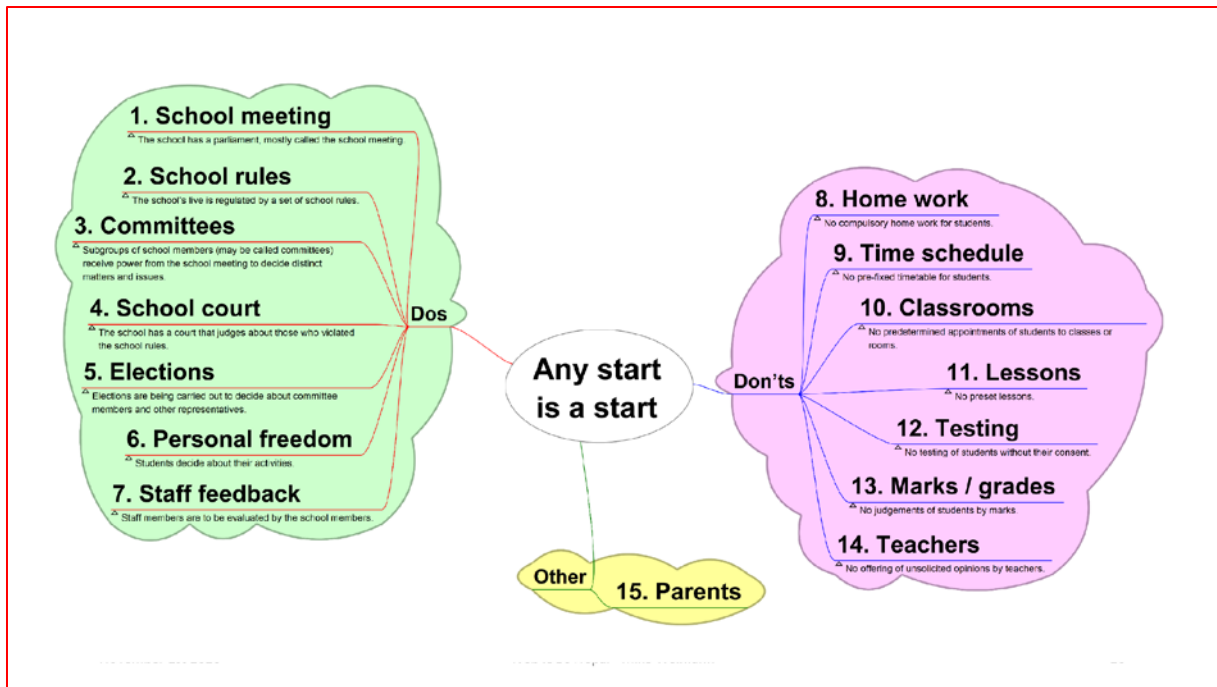 1. School meeting
The school has a parliament, mostly called the school meeting.
2. School rules
The school's live is regulated by a set of school rules.
3. Committees
Subgroups of school members (may be called committees)
receive power from the school meeting to decide distinct
matters and issues.
4. School court
The school has a court that judges about those who violated
the school rules.
5. Elections
Elections are being carried out to decide about committee
members and other representatives.
6. Personal freedom
Students decide about their activities.
7. Staff feedback
Staff members are to be evaluated by the school members.
Dos
Any start
is a start
Don'ts
8. Home work
No compulsory home work for students.
9. Time schedule
No pre-fixed timetable for students.
10. Classrooms
No predetermined appointments of students to classes or
rooms.
11. Lessons
No preset lessons.
12. Testing
No testing of students without their consent.
13. Marks / grades
No judgements of students by marks.
14. Teachers
No offering of unsolicited opinions by teachers.
Other
15. Parents